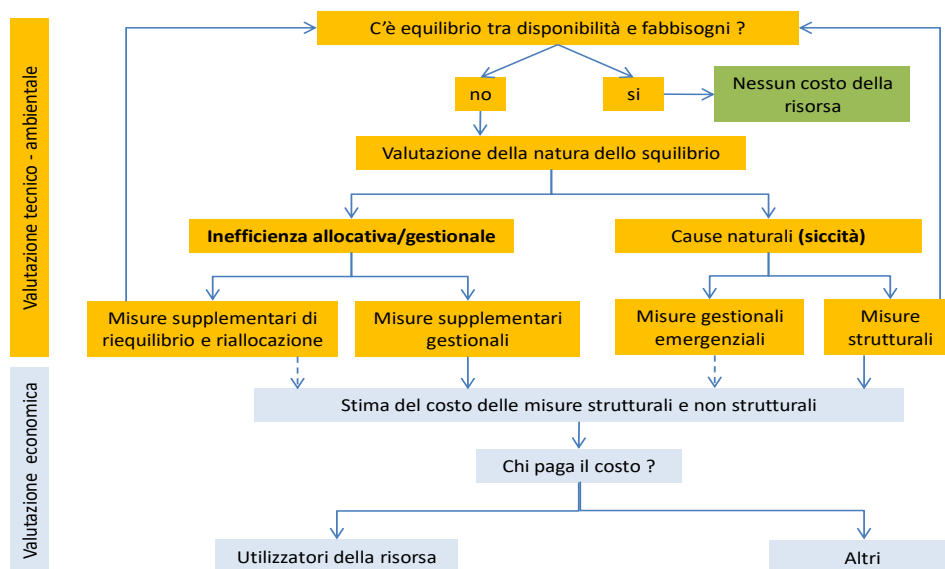 C'è equilibrio tra disponibilità e fabbisogni ?
no
si
Nessun costo della
risorsa
Valutazione della natura dello squilibrio
Inefficienza allocativa/gestionale
Cause naturali (siccità)
Misure supplementari di
riequilibrio e riallocazione
Misure supplementari
gestionali
Misure gestionali
emergenziali
Misure
strutturali
Valutazione tecnico - ambientale
Stima del costo delle misure strutturali e non strutturali
Chi paga il costo ?
Utilizzatori della risorsa
Altri
Valutazione economica